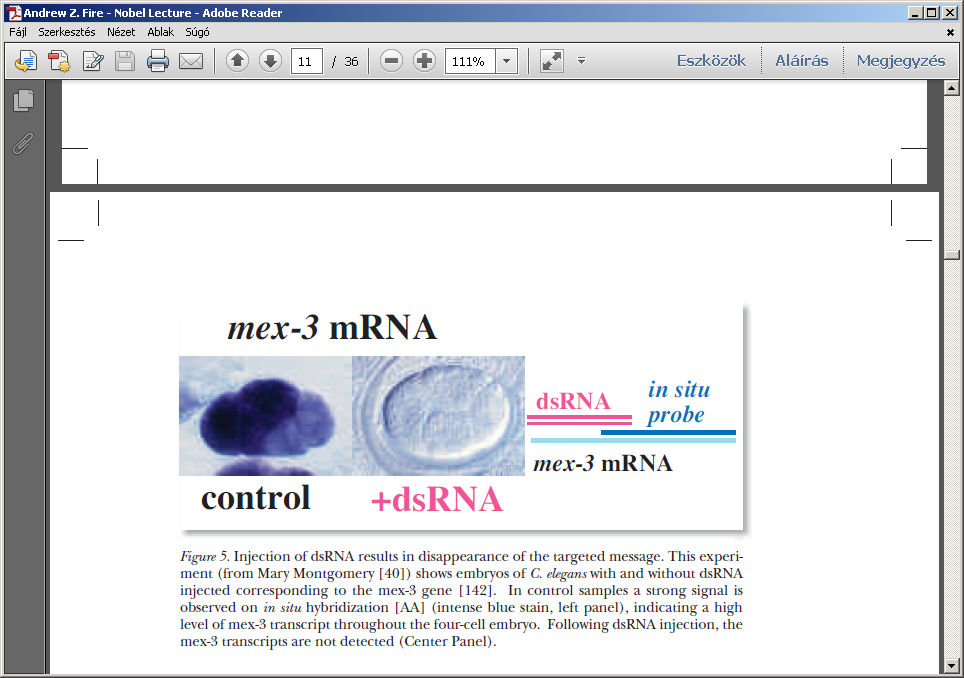 Andrew Z. Fire - Nobel Lecture - Adobe Reader
Fájl Szerkesztés Nézet Ablak Súgó
11 / 36 111% Eszközök Aláírás Megjegyzés
mex-3 mRNA
dsRNA
in situ
probe
mex-3 mRNA
control
+dsRNA
Figure 5. Injection of dsRNA results in disappearance of the targeted message. This experi-
ment (from Mary Montgomery [40]) shows embryos of C. elegans with and without dsRNA
injected corresponding to the mex-3 gene [142]. In control samples a strong signal is
observed on in situ hybridization [AA] (intense blue stain, left panel), indicating a high
level of mex-3 transcript throughout the four-cell embryo. Following dsRNA injection, the
mex-3 transcripts are not detected (Center Panel).